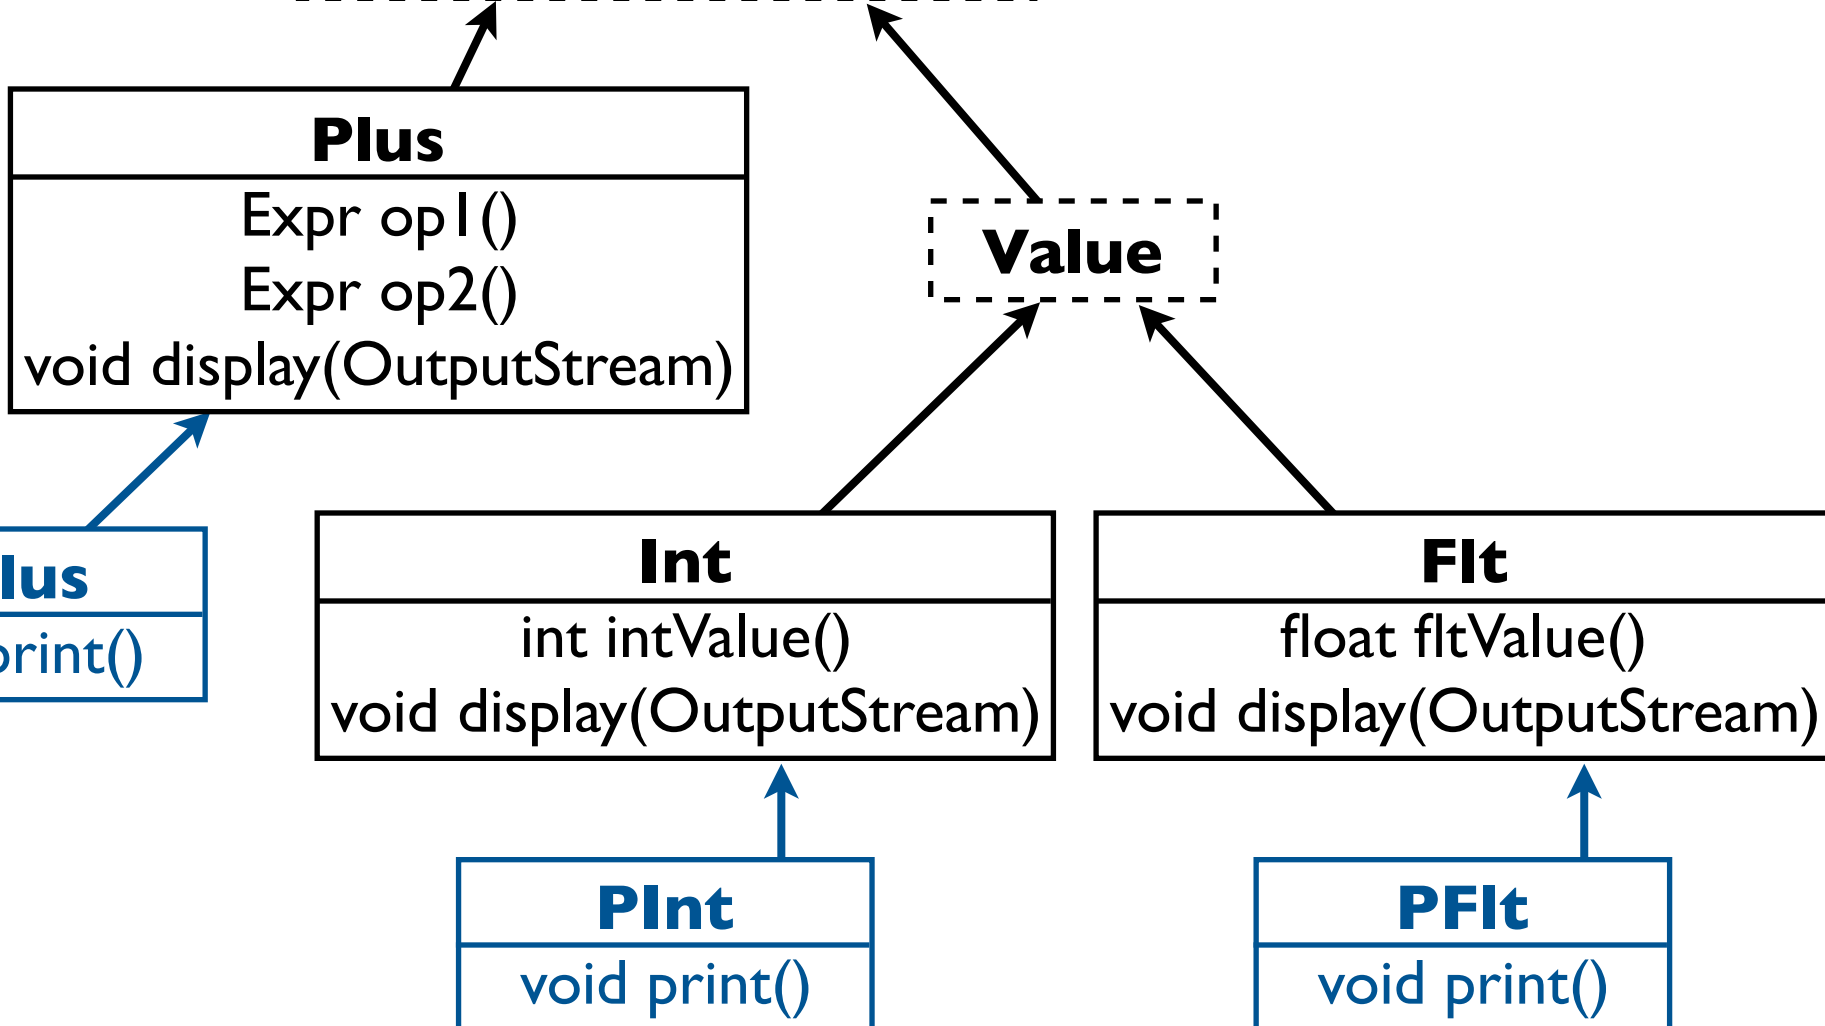 Plus
Expr op1()
Expr op2()
void display(OutputStream)
Value
lus
print()
Int
int intValue()
void display(OutputStream)
Flt
float fltValue()
void display(OutputStream)
PInt
void print()
PFlt
void print()